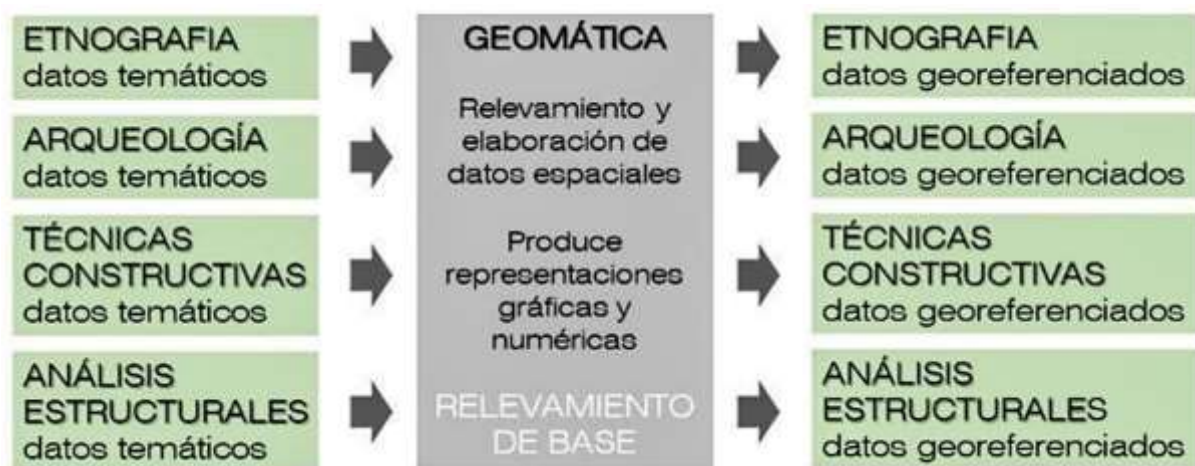 ETNOGRAFIA
datos temáticos
ARQUEOLOGÍA
datos temáticos
TÉCNICAS
CONSTRUCTIVAS
datos temáticos
ANÁLISIS
ESTRUCTURALES
datos temáticos
GEOMÁTICA
Relevamiento y
elaboración de
datos espaciales
Produce
representaciones
gráficas y
numéricas
RELEVAMIENTO
DE BASE
ETNOGRAFIA
datos georeferenciados
ARQUEOLOGÍA
datos georeferenciados
TÉCNICAS
CONSTRUCTIVAS
datos georeferenciados
ANÁLISIS
ESTRUCTURALES
datos georeferenciados